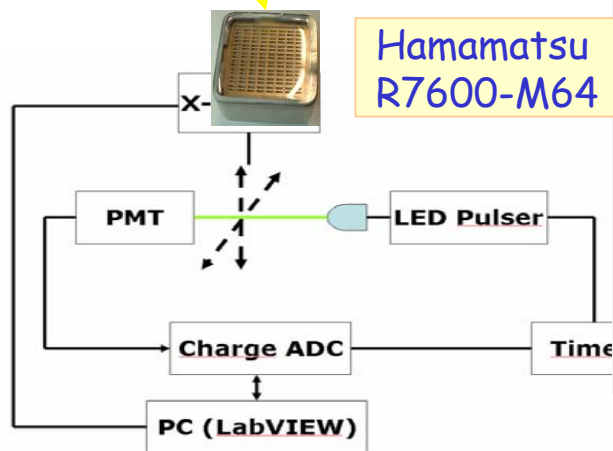 Hamamatsu
R7600-M64
X-
PMT
LED Pulser
Charge ADC
Time
PC (LabVIEW)